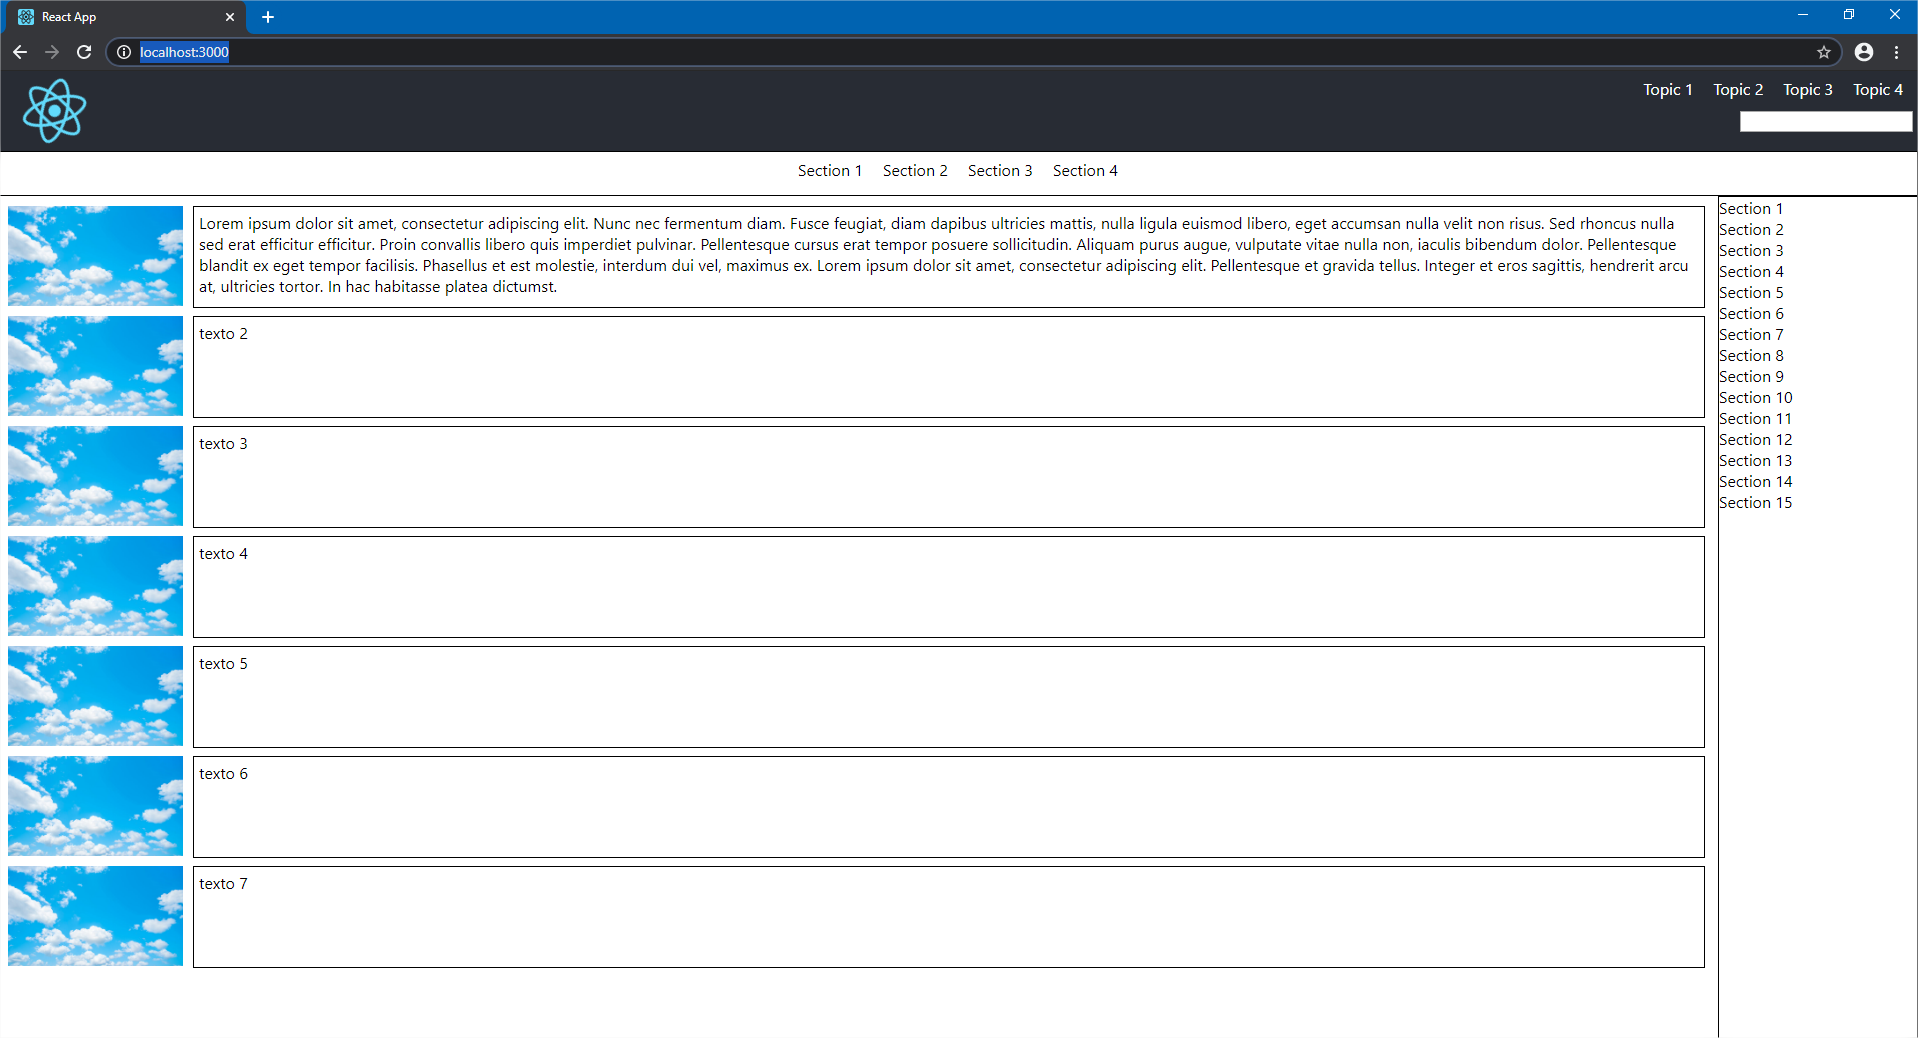 React App
localhost:3000
Topic 1 Topic 2 Topic 3 Topic 4
Section 1 Section 2 Section 3 Section 4
Lorem ipsum dolor sit amet, consectetur adipiscing elit. Nunc nec fermentum diam. Fusce feugiat, diam dapibus ultricies mattis, nulla ligula euismod libero, eget accumsan nulla velit non risus. Sed rhoncus nulla
sed erat efficitur efficitur. Proin convallis libero quis imperdiet pulvinar. Pellentesque cursus erat tempor posuere sollicitudin. Aliquam purus augue, vulputate vitae nulla non, iaculis bibendum dolor. Pellentesque
blandit ex eget tempor facilisis. Phasellus et est molestie, interdum dui vel, maximus ex. Lorem ipsum dolor sit amet, consectetur adipiscing elit. Pellentesque et gravida tellus. Integer et eros sagittis, hendrerit arcu
at, ultricies tortor. In hac habitasse platea dictumst.
texto 2
texto 3
texto 4
texto 5
texto 6
texto 7
Section 1
Section 2
Section 3
Section 4
Section 5
Section 6
Section 7
Section 8
Section 9
Section 10
Section 11
Section 12
Section 13
Section 14
Section 15